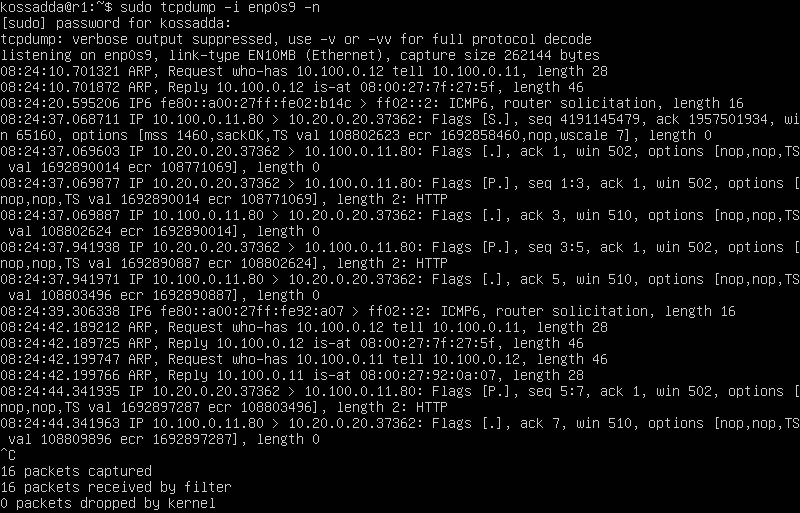 kossadda@r1:~$ sudo tcpdump -i enp0s9 -n
[sudo] password for kossadda:
tcpdump: verbose output suppressed, use -v or -vv for full protocol decode
listening on enp0s9, link-type EN10MB (Ethernet), capture size 262144 bytes
08:24:10.701321 ARP, Request who-has 10.100.0.12 tell 10.100.0.11, length 28
08:24:10.701872 ARP, Reply 10.100.0.12 is-at 08:00:27:7f:27:5f, length 46
08:24:20.595206 IP6 fe80::a00:27ff:fe02:b14c > ff02::2: ICMP6, router solicitation, length 16
08:24:37.068711 IP 10.100.0.11.80 > 10.20.0.20.37362: Flags [S.], seq 4191145479, ack 1957501934, wi
n 65160, options [mss 1460,sackOK,TS val 108802623 ecr 1692858460,nop,wscale 7], length 0
08:24:37.069603 IP 10.20.0.20.37362 > 10.100.0.11.80: Flags [.], ack 1, win 502, options [nop,nop,TS
 val 1692890014 ecr 108771069], length 0
08:24:37.069877 IP 10.20.0.20.37362 > 10.100.0.11.80: Flags [P.], seq 1:3, ack 1, win 502, options [
nop,nop,TS val 1692890014 ecr 108771069], length 2: HTTP
08:24:37.069887 IP 10.100.0.11.80 > 10.20.0.20.37362: Flags [.], ack 3, win 510, options [nop,nop,TS
 val 108802624 ecr 1692890014], length 0
08:24:37.941938 IP 10.20.0.20.37362 > 10.100.0.11.80: Flags [P.], seq 3:5, ack 1, win 502, options [
nop,nop,TS val 1692890887 ecr 108802624], length 2: HTTP
08:24:37.941971 IP 10.100.0.11.80 > 10.20.0.20.37362: Flags [.], ack 5, win 510, options [nop,nop,TS
 val 108803496 ecr 1692890887], length 0
08:24:39.306338 IP6 fe80::a00:27ff:fe92:a07 > ff02::2: ICMP6, router solicitation, length 16
08:24:42.189212 ARP, Request who-has 10.100.0.12 tell 10.100.0.11, length 28
08:24:42.189725 ARP, Reply 10.100.0.12 is-at 08:00:27:7f:27:5f, length 46
08:24:42.199747 ARP, Request who-has 10.100.0.11 tell 10.100.0.12, length 46
08:24:42.199766 ARP, Reply 10.100.0.11 is-at 08:00:27:92:0a:07, length 28
08:24:44.341935 IP 10.20.0.20.37362 > 10.100.0.11.80: Flags [P.], seq 5:7, ack 1, win 502, options [
nop,nop,TS val 1692897287 ecr 108803496], length 2: HTTP
08:24:44.341963 IP 10.100.0.11.80 > 10.20.0.20.37362: Flags [.], ack 7, win 510, options [nop,nop,TS
 val 108809896 ecr 1692897287], length 0
^C
16 packets captured
16 packets received by filter
0 packets dropped by kernel